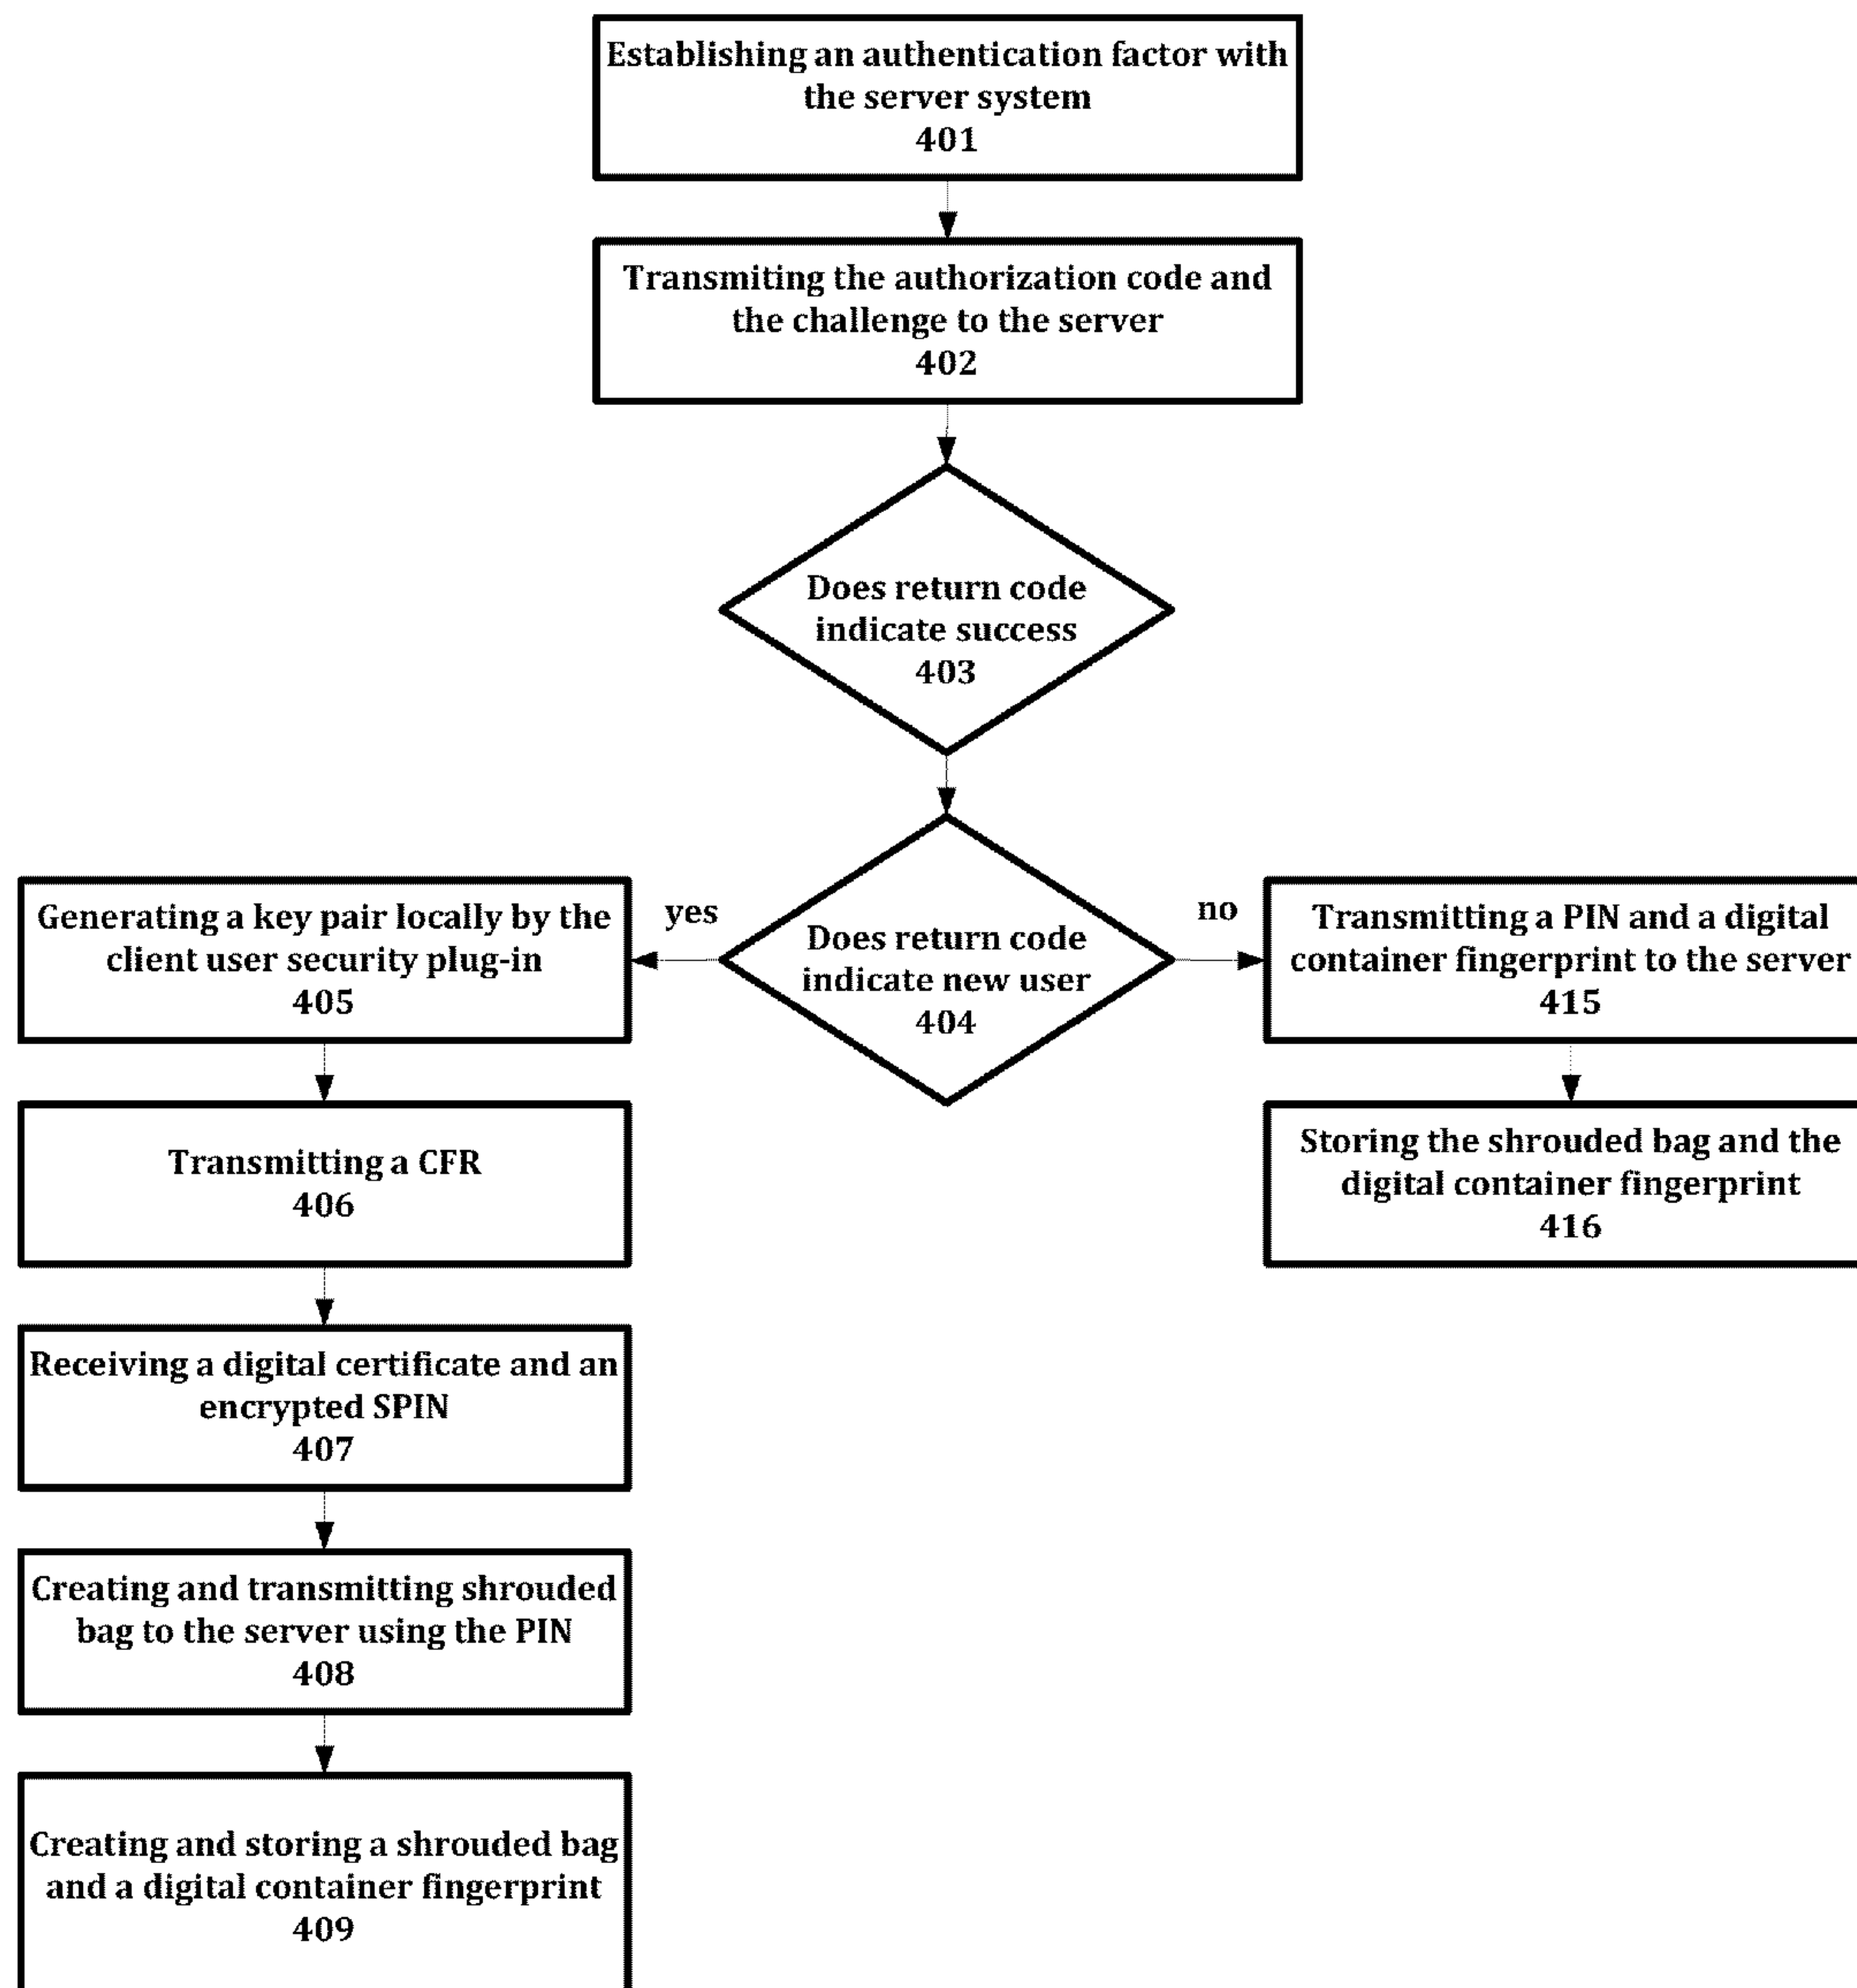 Establishing an authentication factor with
the server system
401
Transmiting the authorization code and
the challenge to the server
402
Does return code
indicate success
403
Does return code
indicate new user
404
yes
no
Generating a key pair locally by the
client user security plug-in
405
Transmitting a CFR
406
Receiving a digital certificate and an
encrypted SPIN
407
Creating and transmitting shrouded
bag to the server using the PIN
408
Creating and storing a shrouded bag
and a digital container fingerprint
409
Transmitting a PIN and a digital
container fingerprint to the server
415
Storing the shrouded bag and the
digital container fingerprint
416